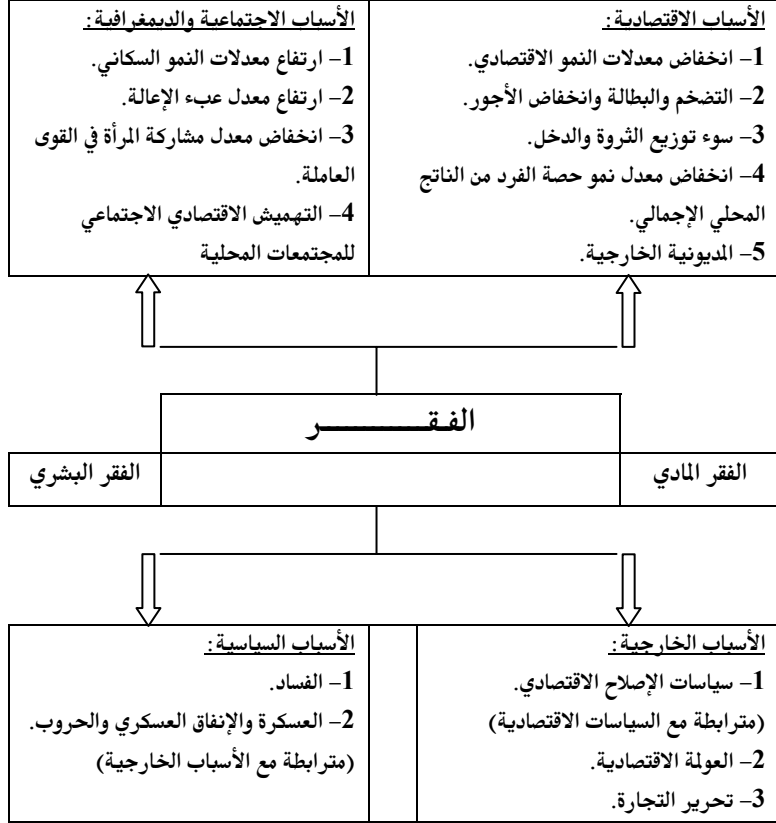 الأسباب الاقتصادية:
1- انخفاض معدلات النمو الاقتصادي.
2- التضخم والبطالة وانخفاض الأجور.
3- سوء توزيع الثروة والدخل.
4- انخفاض معدل نمو حصة الفرد من الناتج
المحلي الإجمالي.
5- المديونية الخارجية.
الأسباب الاجتماعية والديمغرافية:
1- ارتفاع معدلات النمو السكاني.
2- ارتفاع معدل عبء الإعالة.
3- انخفاض معدل مشاركة المرأة في القوى
العاملة.
4- التهميش الاقتصادي الاجتماعي
للمجتمعات المحلية
الفقـــــــــــر
الفقر المادي
الفقر البشري
الأسباب الخارجية:
1- سياسات الإصلاح الاقتصادي.
(مترابطة مع السياسات الاقتصادية)
2- العولمة الاقتصادية.
3- تحرير التجارة.
الأسباب السياسية:
1- الفساد.
2- العسكرة والإنفاق العسكري والحروب.
(مترابطة مع الأسباب الخارجية)